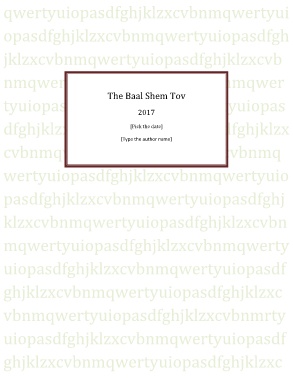 qwertyuiopasdfghjklzxcvbnmqwertyui
opasdfghjklzxcvbnmqwertyuiopasdfgh
jklzxcvbnmqwertyuiopasdfghjklzxcvb
The Baal Shem Tov
2017
[Pick the date]
[Type the author name]
wertyuiopasdfghjklzxcvbnmqwertyuio
pasdfghjklzxcvbnmqwertyuiopasdfghj
klzxcvbnmqwertyuiopasdfghjklzxcvbn
mqwertyuiopasdfghjklzxcvbnmqwerty
uiopasdfghjklzxcvbnmqwertyuiopasdf
ghjklzxcvbnmqwertyuiopasdfghjklzxc
vbnmqwertyuiopasdfghjklzxcvbnmrty
uiopasdfghjklzxcvbnmqwertyuiopasdf
ghjklzxcvbnmqwertyuiopasdfghjklzxc